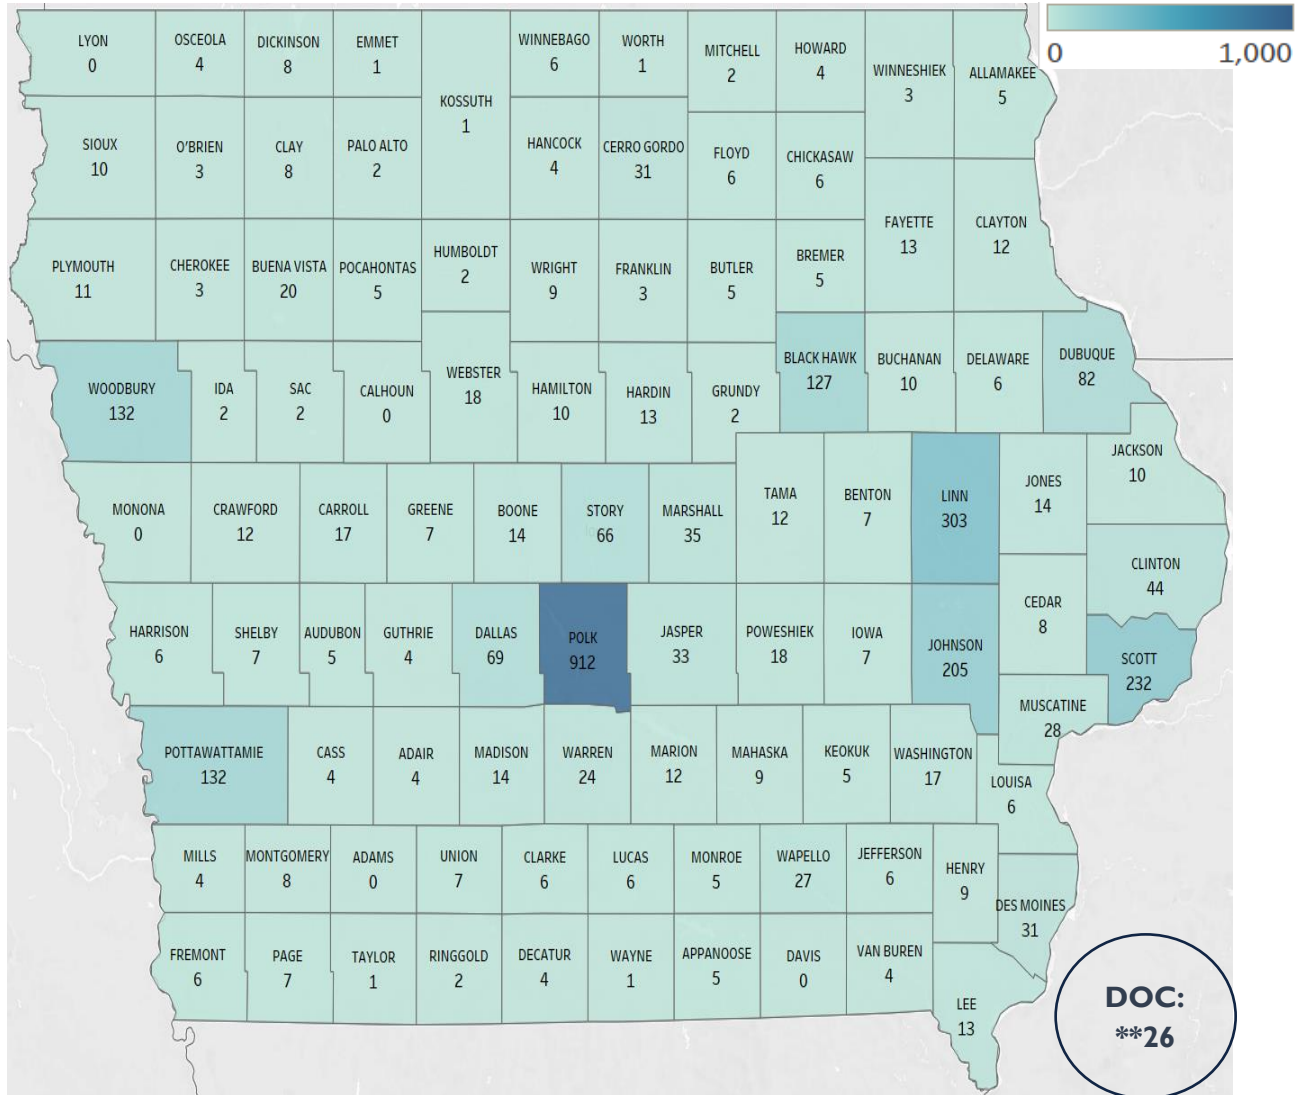 0 1,000
LYON
0
OSCEOLA
4
DICKINSON
8
EMMET
1
KOSSUTH
1
WINNEBAGO
6
WORTH
1
MITCHELL
2
HOWARD
4
WINNESHIEK
3
ALLAMAKEE
5
SIOUX
10
O'BRIEN
3
CLAY
8
PALO ALTO
2
HANCOCK
4
CERRO GORDO
31
FLOYD
6
CHICKASAW
6
FAYETTE
13
CLAYTON
12
PLYMOUTH
11
CHEROKEE
3
BUENA VISTA
20
POCAHONTAS
5
HUMBOLDT
2
WRIGHT
9
FRANKLIN
3
BUTLER
5
BREMER
5
WOODBURY
132
IDA
2
SAC
2
CALHOUN
0
WEBSTER
18
HAMILTON
10
HARDIN
13
GRUNDY
2
BLACK HAWK
127
BUCHANAN
10
DELAWARE
6
DUBUQUE
82
MONONA
0
CRAWFORD
12
CARROLL
17
GREENE
7
BOONE
14
STORY
66
MARSHALL
35
TAMA
12
BENTON
7
LINN
303
JONES
14
JACKSON
10
CLINTON
44
HARRISON
6
SHELBY
7
AUDUBON
5
GUTHRIE
4
DALLAS
69
POLK
912
JASPER
33
POWESHIEK
18
IOWA
7
JOHNSON
205
CEDAR
8
SCOTT
232
MUSCATINE
28
POTTAWATTAMIE
132
CASS
4
ADAIR
4
MADISON
14
WARREN
24
MARION
12
MAHASKA
9
KEOKUK
5
WASHINGTON
17
LOUISA
6
MILLS
4
MONTGOMERY
8
ADAMS
0
UNION
7
CLARKE
6
LUCAS
6
MONROE
5
WAPELLO
27
JEFFERSON
6
HENRY
9
DES MOINES
31
FREMONT
6
PAGE
7
TAYLOR
1
RINGGOLD
2
DECATUR
4
WAYNE
1
APPANOOSE
5
DAVIS
0
VAN BUREN
4
LEE
13
DOC:
**26